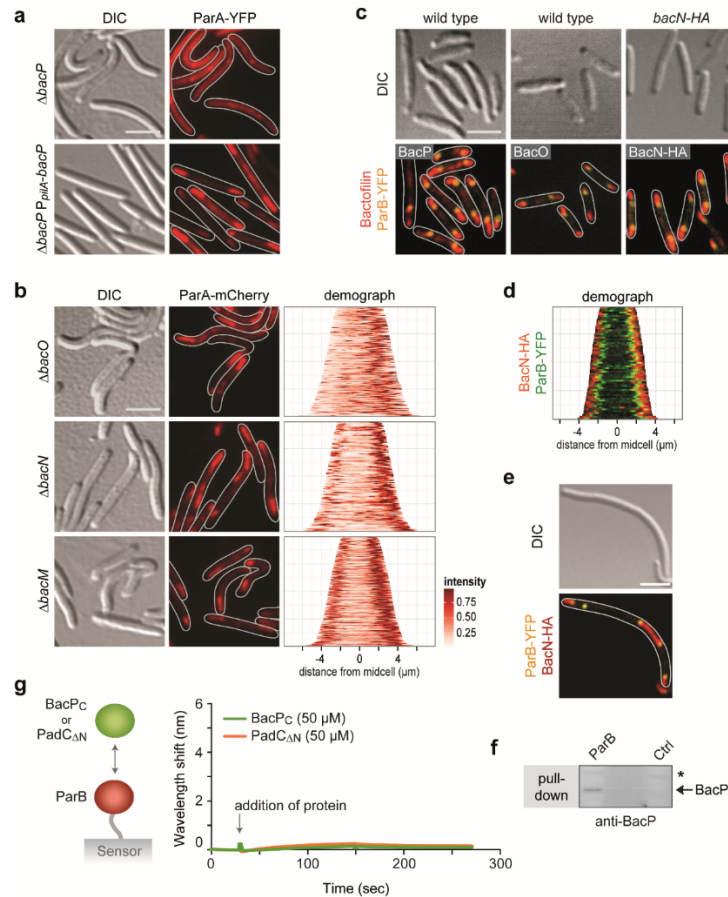 a
DIC
ParA-YFP
ΔbacP
ΔbacP PpilA-bacP
b
DIC
ParA-mCherry
demograph
ΔbacO
ΔbacN
ΔbacM
intensity
0.75
0.50
0.25
-4
0
4
distance from midcell (μm)
c
wild type
wild type
bacN-HA
DIC
Bactofilin
ParB-YFP
BacP
BacO
BacN-HA
d
demograph
BacN-HA
ParB-YFP
-4
0
4
distance from midcell (μm)
e
DIC
ParB-YFP
BacN-HA
f
ParB
Ctrl
pull-
down
*
BacP
anti-BacP
g
BacPC
or
PadCΔN
ParB
Sensor
Wavelength shift (nm)
6
4
2
0
BacPC (50 μM)
PadCΔN (50 μM)
addition of protein
0
100
200
300
Time (sec)